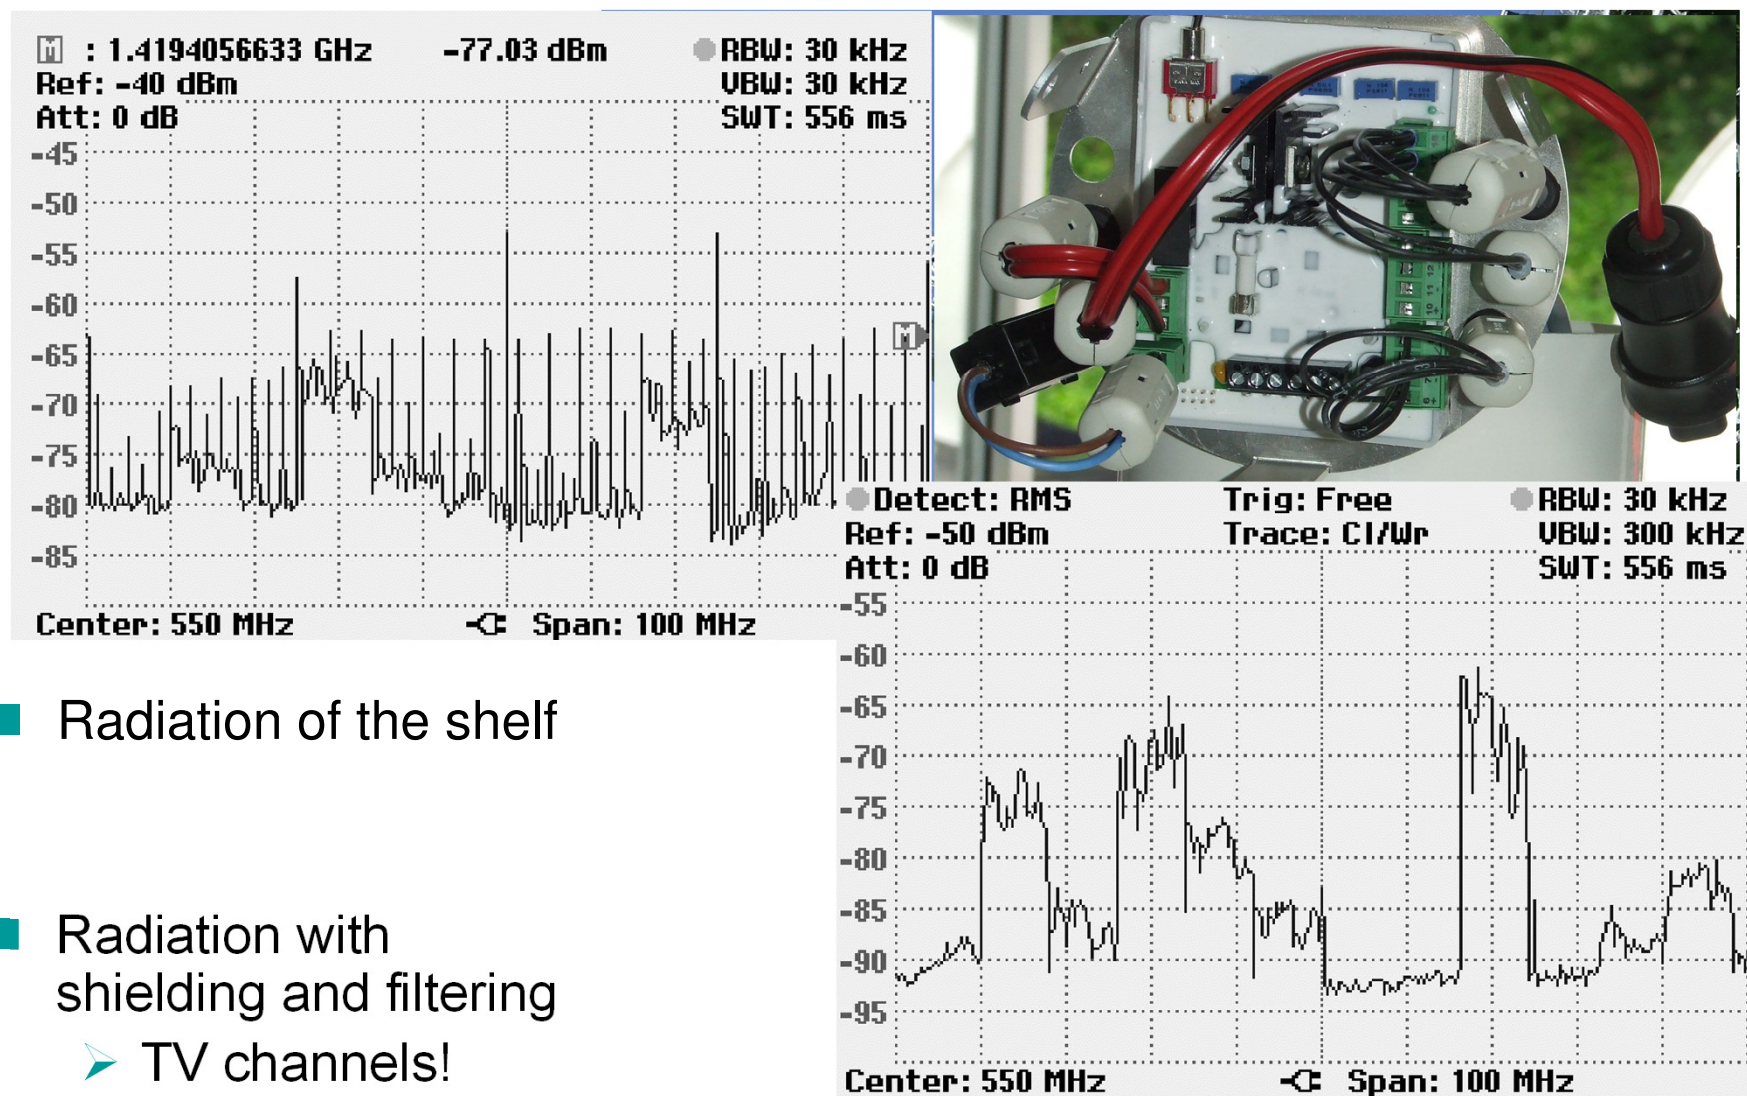 M : 1.4194056633 GHz -77.03 dBm RBW: 30 kHz
Ref: -40 dBm VBW: 30 kHz
Att: 0 dB SWT: 556 ms
-45
-50
-55
-60
M
-65
-70
-75
-80
-85
Center: 550 MHz Span: 100 MHz
Detect: RMS Trig: Free RBW: 30 kHz
Ref: -50 dBm Trace: Cl/Wr VBW: 300 kHz
Att: 0 dB SWT: 556 ms
-55
-60
-65
-70
-75
-80
-85
-90
-95
Center: 550 MHz Span: 100 MHz
Radiation of the shelf
Radiation with
shielding and filtering
TV channels!
12
11
10